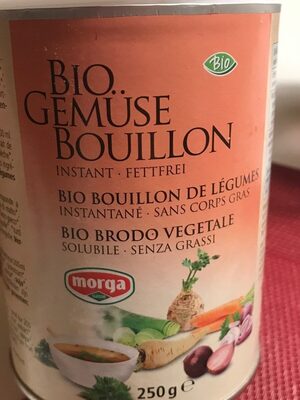 Bio
BIO
GEMÜSE
BOUILLON
INSTANT · FETTFREI
BIO BOUILLON DE LÉGUMES
INSTANTANÉ · SANS CORPS GRAS
BIO BRODO VEGETALE
SOLUBILE · SENZA GRASSI
morga
250g e